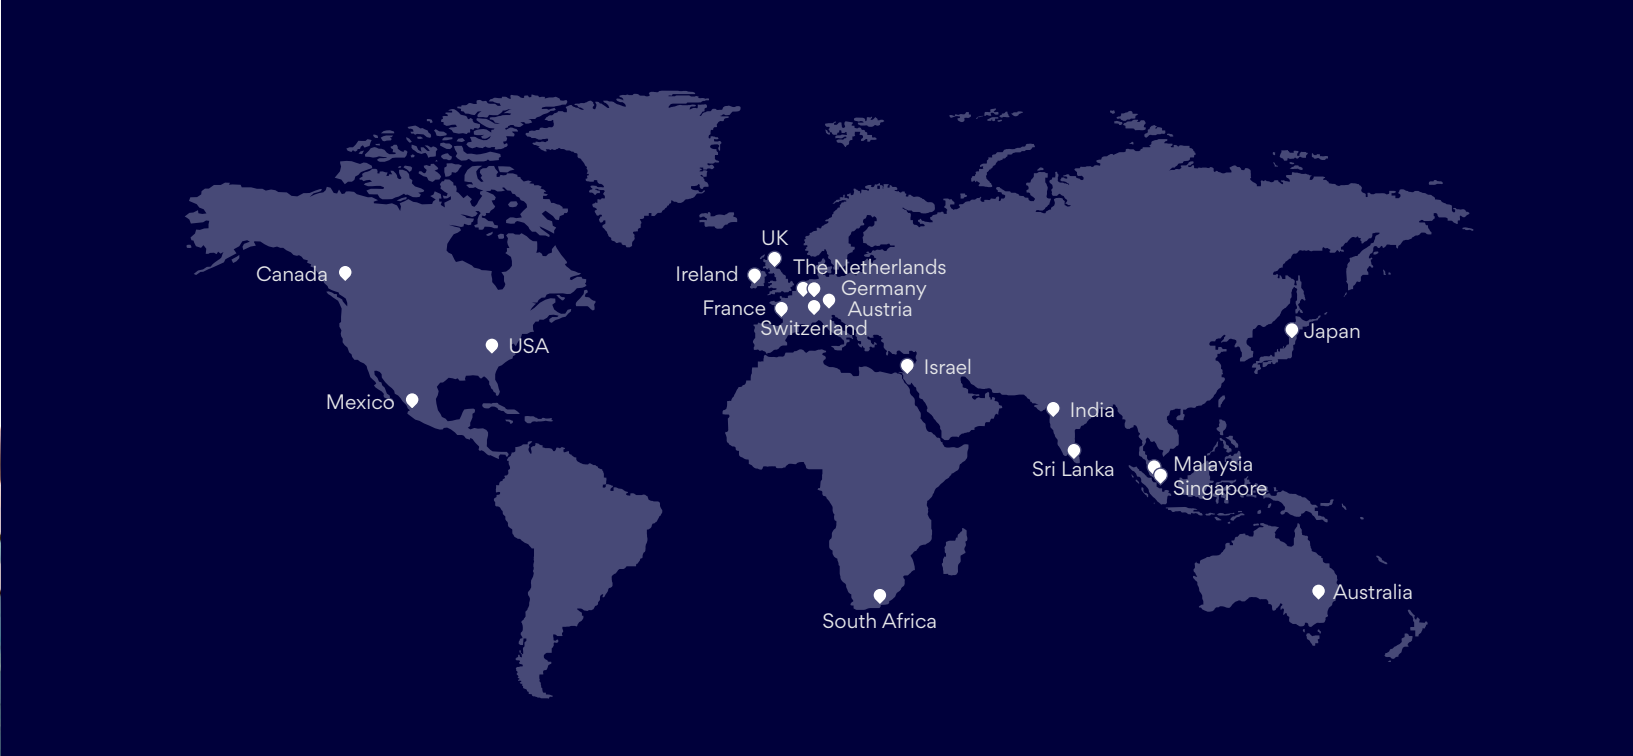 UK
Ireland
The Netherlands
Canada
Germany
France
Austria
Switzerland
Japan
USA
Israel
Mexico
India
Sri Lanka
Malaysia
Singapore
Australia
South Africa